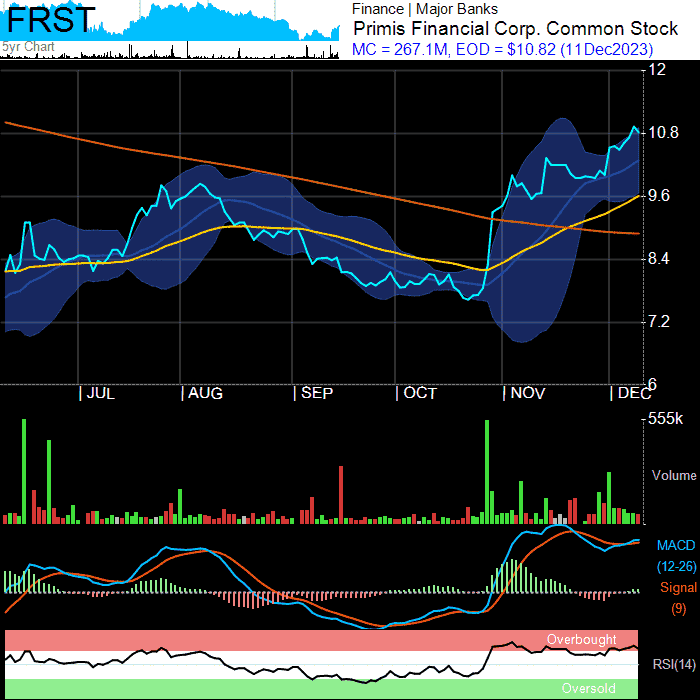 FRST
Finance | Major Banks
Primis Financial Corp. Common Stock
5yr Chart
MC = 267.1M, EOD = $10.82 (11Dec2023)
12
10.8
9.6
8.4
7.2
6
| JUL | AUG | SEP | OCT | NOV | DEC
555k
Volume
MACD
(12-26)
Signal
(9)
Overbought
RSI(14)
Oversold